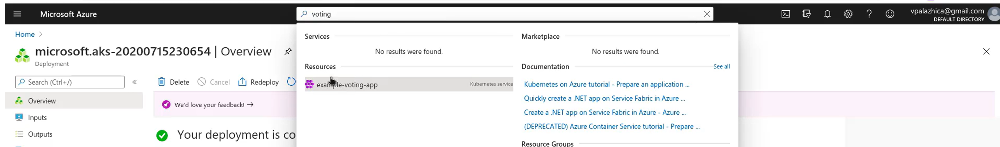 Microsoft Azure
voting
vpalazhica@gmail.com
DEFAULT DIRECTORY
Home
microsoft.aks-20200715230654 | Overview
Deployment
Search (Ctrl+/)
«
Delete
Cancel
Redeploy
Overview
Inputs
Outputs
We'd love your feedback! →
Your deployment is co
Services
No results were found.
Resources
example-voting-app
Kubernetes service
Marketplace
No results were found.
Documentation
See all
Kubernetes on Azure tutorial - Prepare an application ...
Quickly create a .NET app on Service Fabric in Azure ...
Create a .NET app on Service Fabric in Azure - Azure ...
(DEPRECATED) Azure Container Service tutorial - Prepare ...
Resource Groups